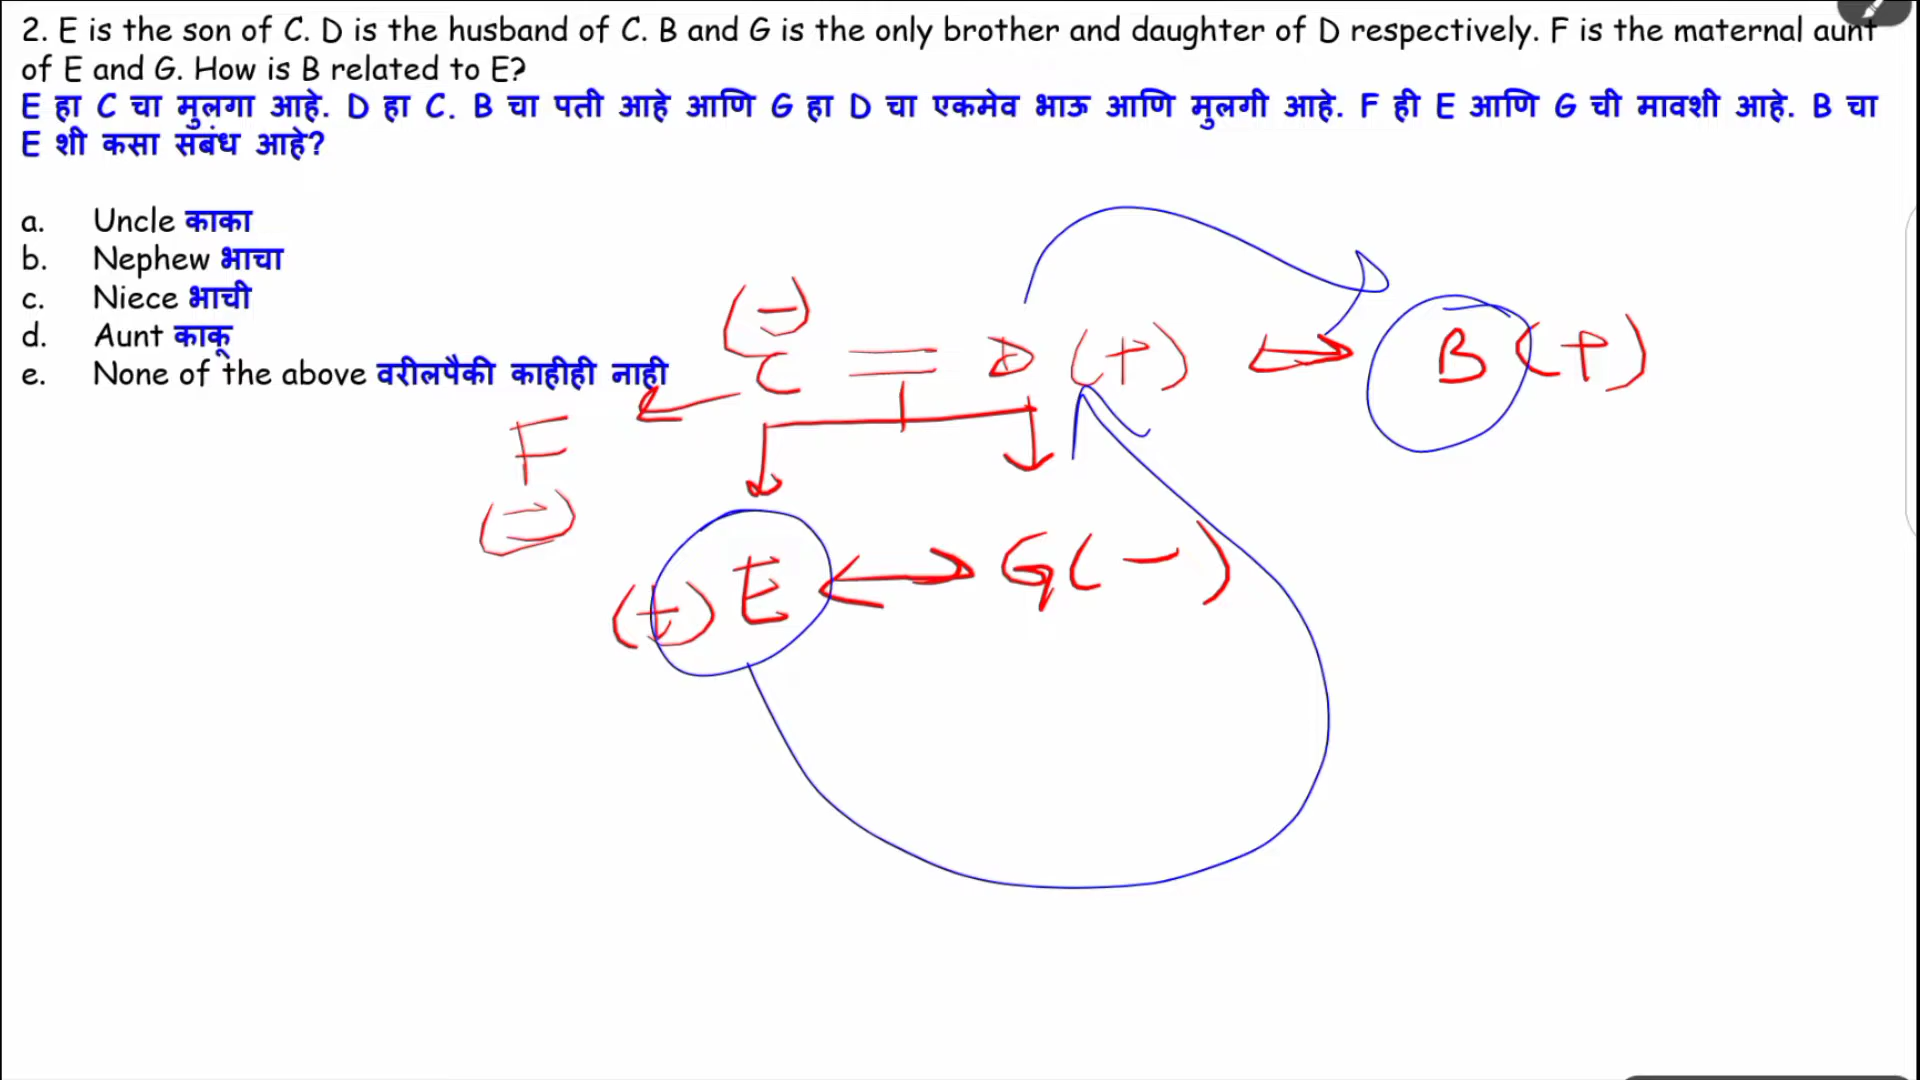 2. E is the son of C. D is the husband of C. B and G is the only brother and daughter of D respectively. F is the maternal aunt
of E and G. How is B related to E?
E हा C चा मुलगा आहे. D हा C. B चा पती आहे आणि G हा D चा एकमेव भाऊ आणि मुलगी आहे. F ही E आणि G ची मावशी आहे. B चा
E शी कसा संबंध आहे?
a. Uncle काका
b. Nephew भाचा
c. Niece भाची
d. Aunt काकू
e. None of the above वरीलपैकी काहीही नाही
(-)
C = D (+) ↔ B (+)
F
(-)
(+) E ↔ G (-)